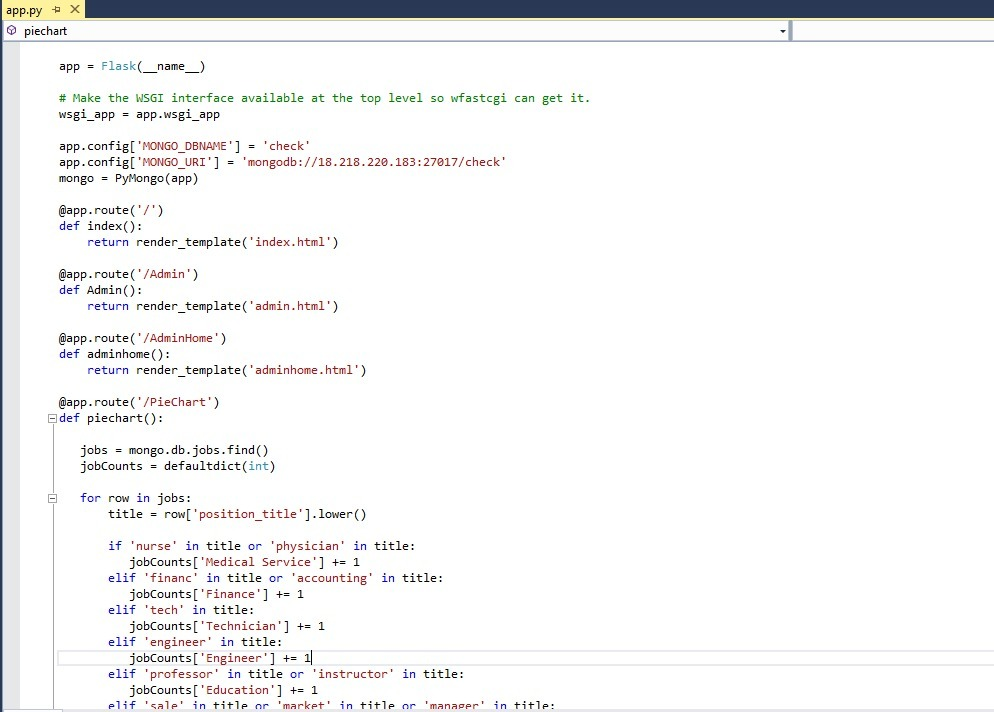 app.py
piechart
app = Flask(__name__)
# Make the WSGI interface available at the top level so wfastcgi can get it.
wsgi_app = app.wsgi_app
app.config['MONGO_DBNAME'] = 'check'
app.config['MONGO_URI'] = 'mongodb://18.218.220.183:27017/check'
mongo = PyMongo(app)
@app.route('/')
def index():
    return render_template('index.html')
@app.route('/Admin')
def Admin():
    return render_template('admin.html')
@app.route('/AdminHome')
def adminhome():
    return render_template('adminhome.html')
@app.route('/PieChart')
def piechart():
   jobs = mongo.db.jobs.find()
   jobCounts = defaultdict(int)
   for row in jobs:
       title = row['position_title'].lower()
       if 'nurse' in title or 'physician' in title:
          jobCounts['Medical Service'] += 1
       elif 'financ' in title or 'accounting' in title:
          jobCounts['Finance'] += 1
       elif 'tech' in title:
          jobCounts['Technician'] += 1
       elif 'engineer' in title:
          jobCounts['Engineer'] += 1
       elif 'professor' in title or 'instructor' in title:
          jobCounts['Education'] += 1
       elif 'sale' in title or 'market' in title or 'manager' in title: